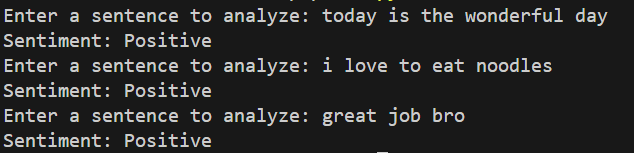 Enter a sentence to analyze: today is the wonderful day
Sentiment: Positive
Enter a sentence to analyze: i love to eat noodles
Sentiment: Positive
Enter a sentence to analyze: great job bro
Sentiment: Positive